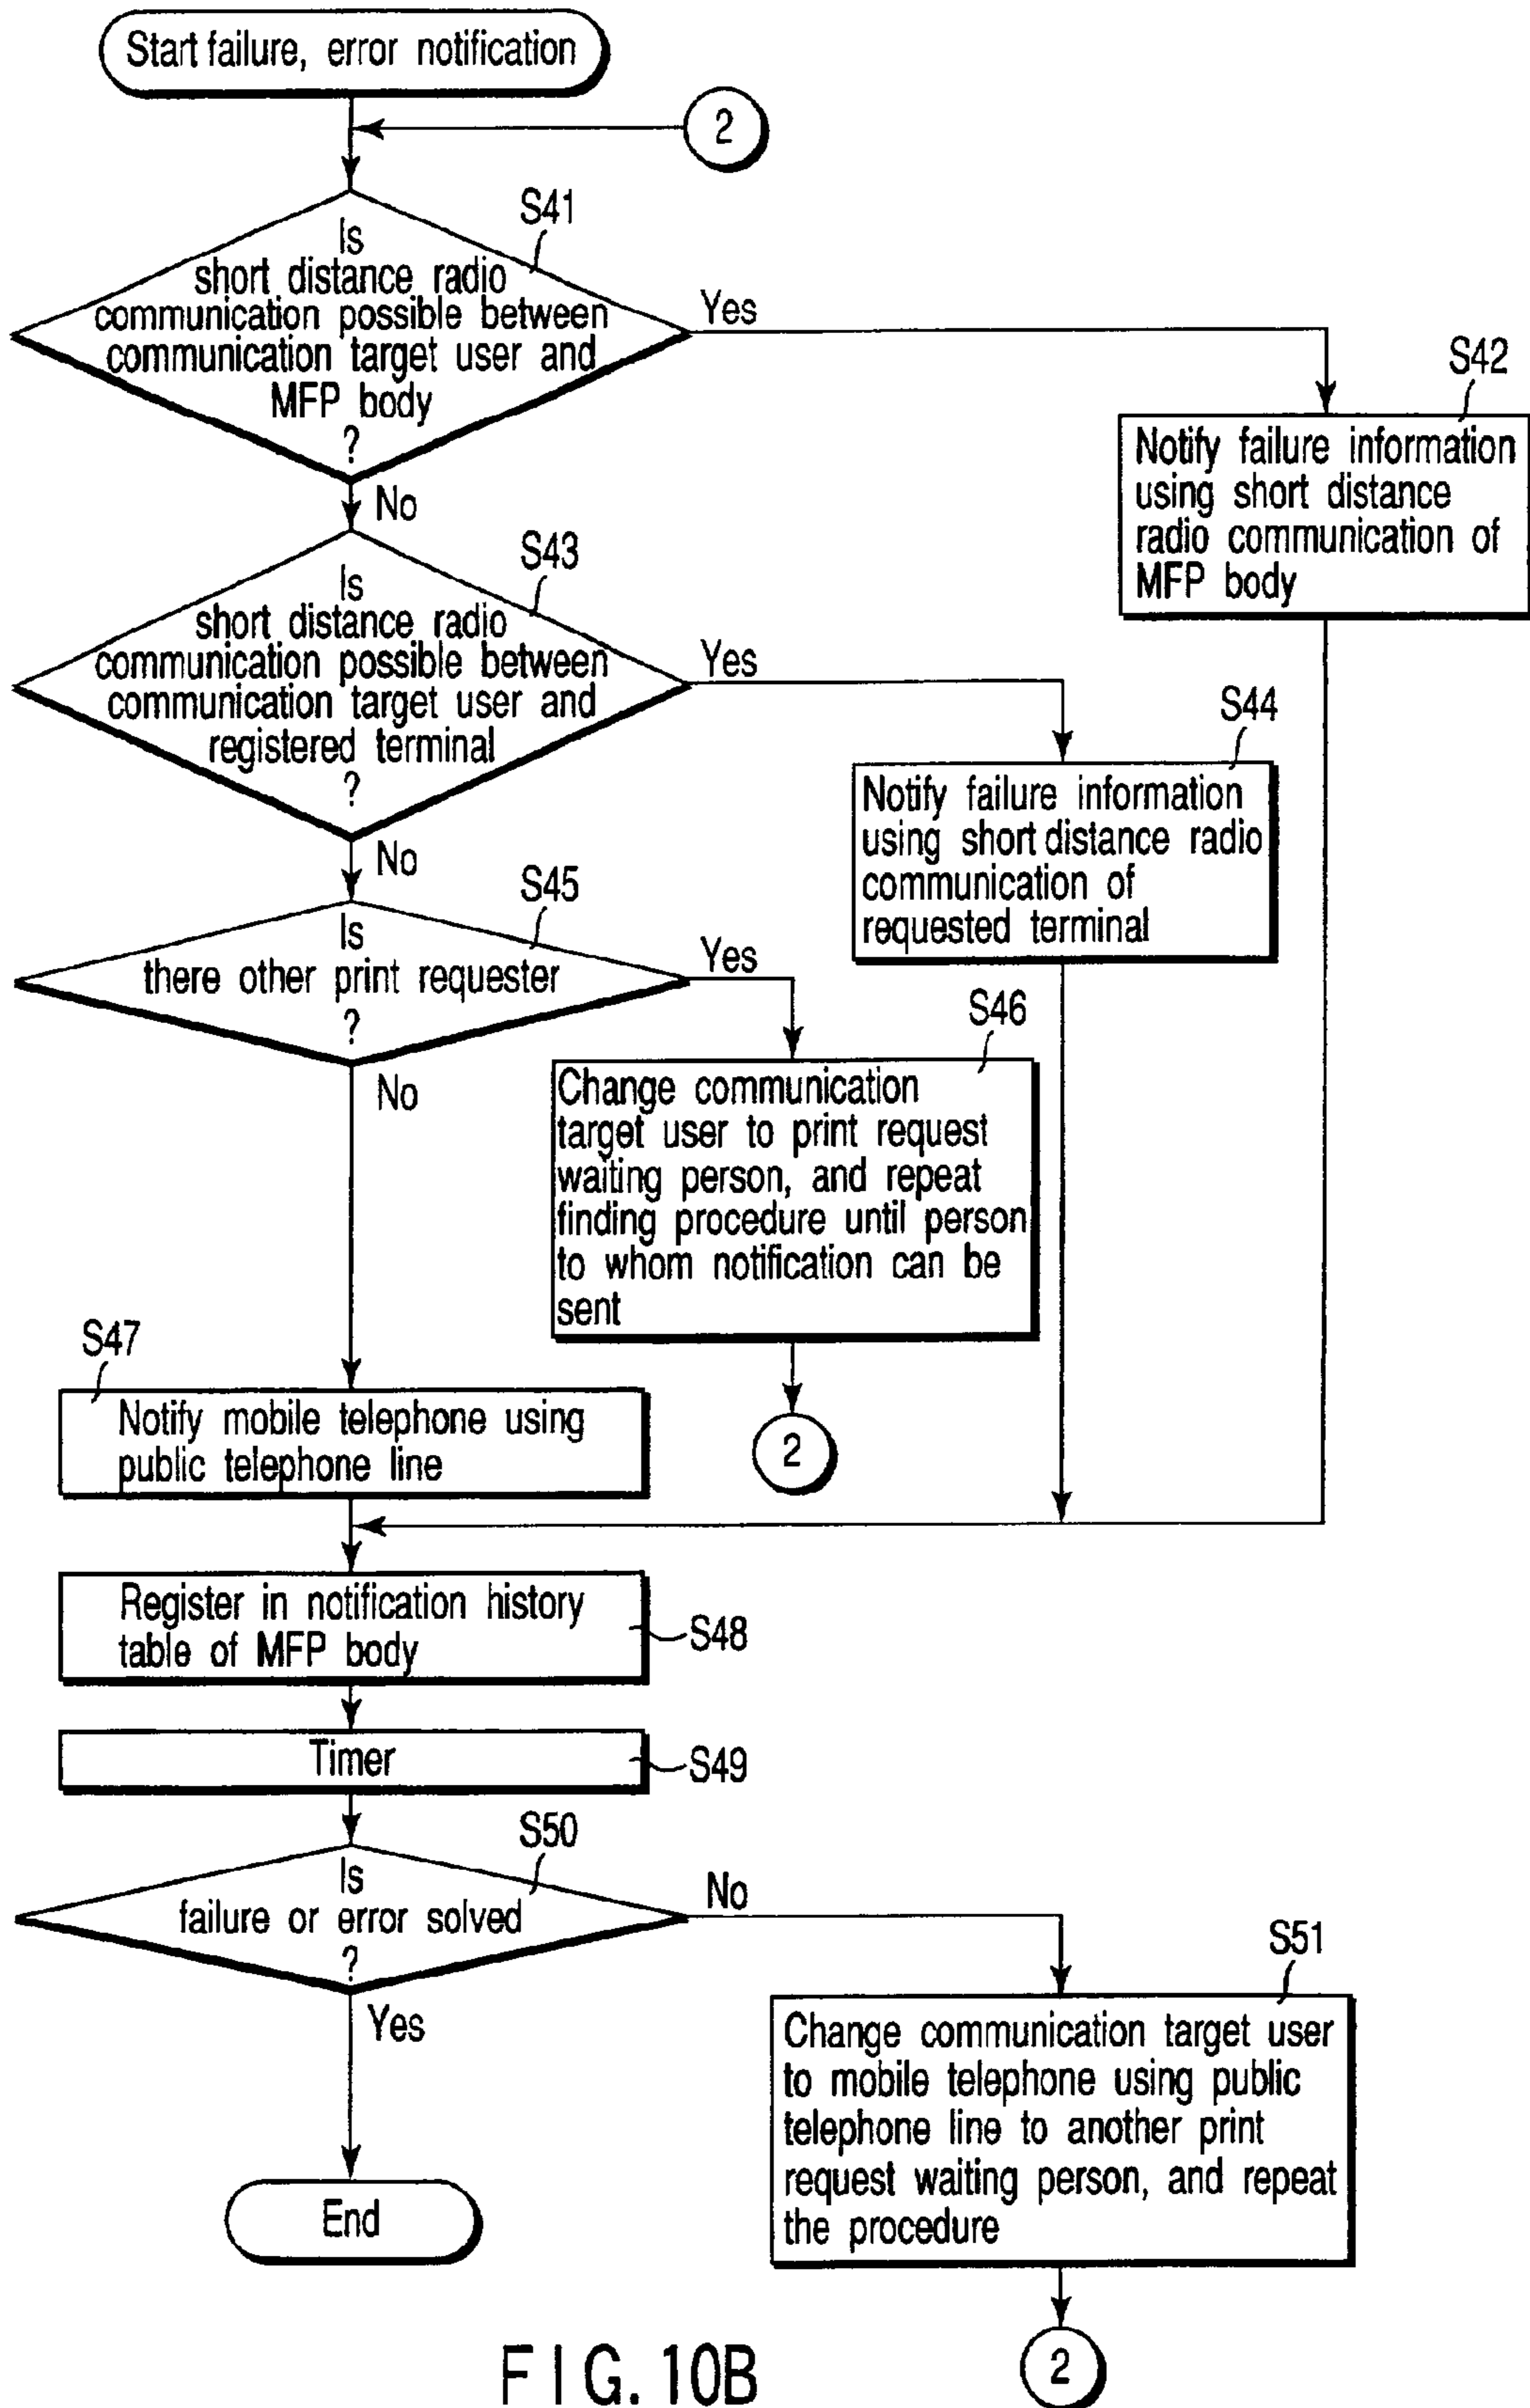 Start failure, error notification
2
S41
Is
short distance radio
communication possible between
communication target user and
MFP body
?
Yes
No
S42
Notify failure information
using short distance
radio communication of
MFP body
S43
Is
short distance radio
communication possible between
communication target user and
registered terminal
?
Yes
No
S44
Notify failure information
using short distance radio
communication of
requested terminal
S45
Is
there other print requester
?
Yes
No
S46
Change communication
target user to print request
waiting person, and repeat
finding procedure until person
to whom notification can be
sent
2
S47
Notify mobile telephone using
public telephone line
Register in notification history
table of MFP body
S48
Timer
S49
S50
Is
failure or error solved
?
No
Yes
S51
Change communication target user
to mobile telephone using public
telephone line to another print
request waiting person, and repeat
the procedure
2
End
FIG. 10B